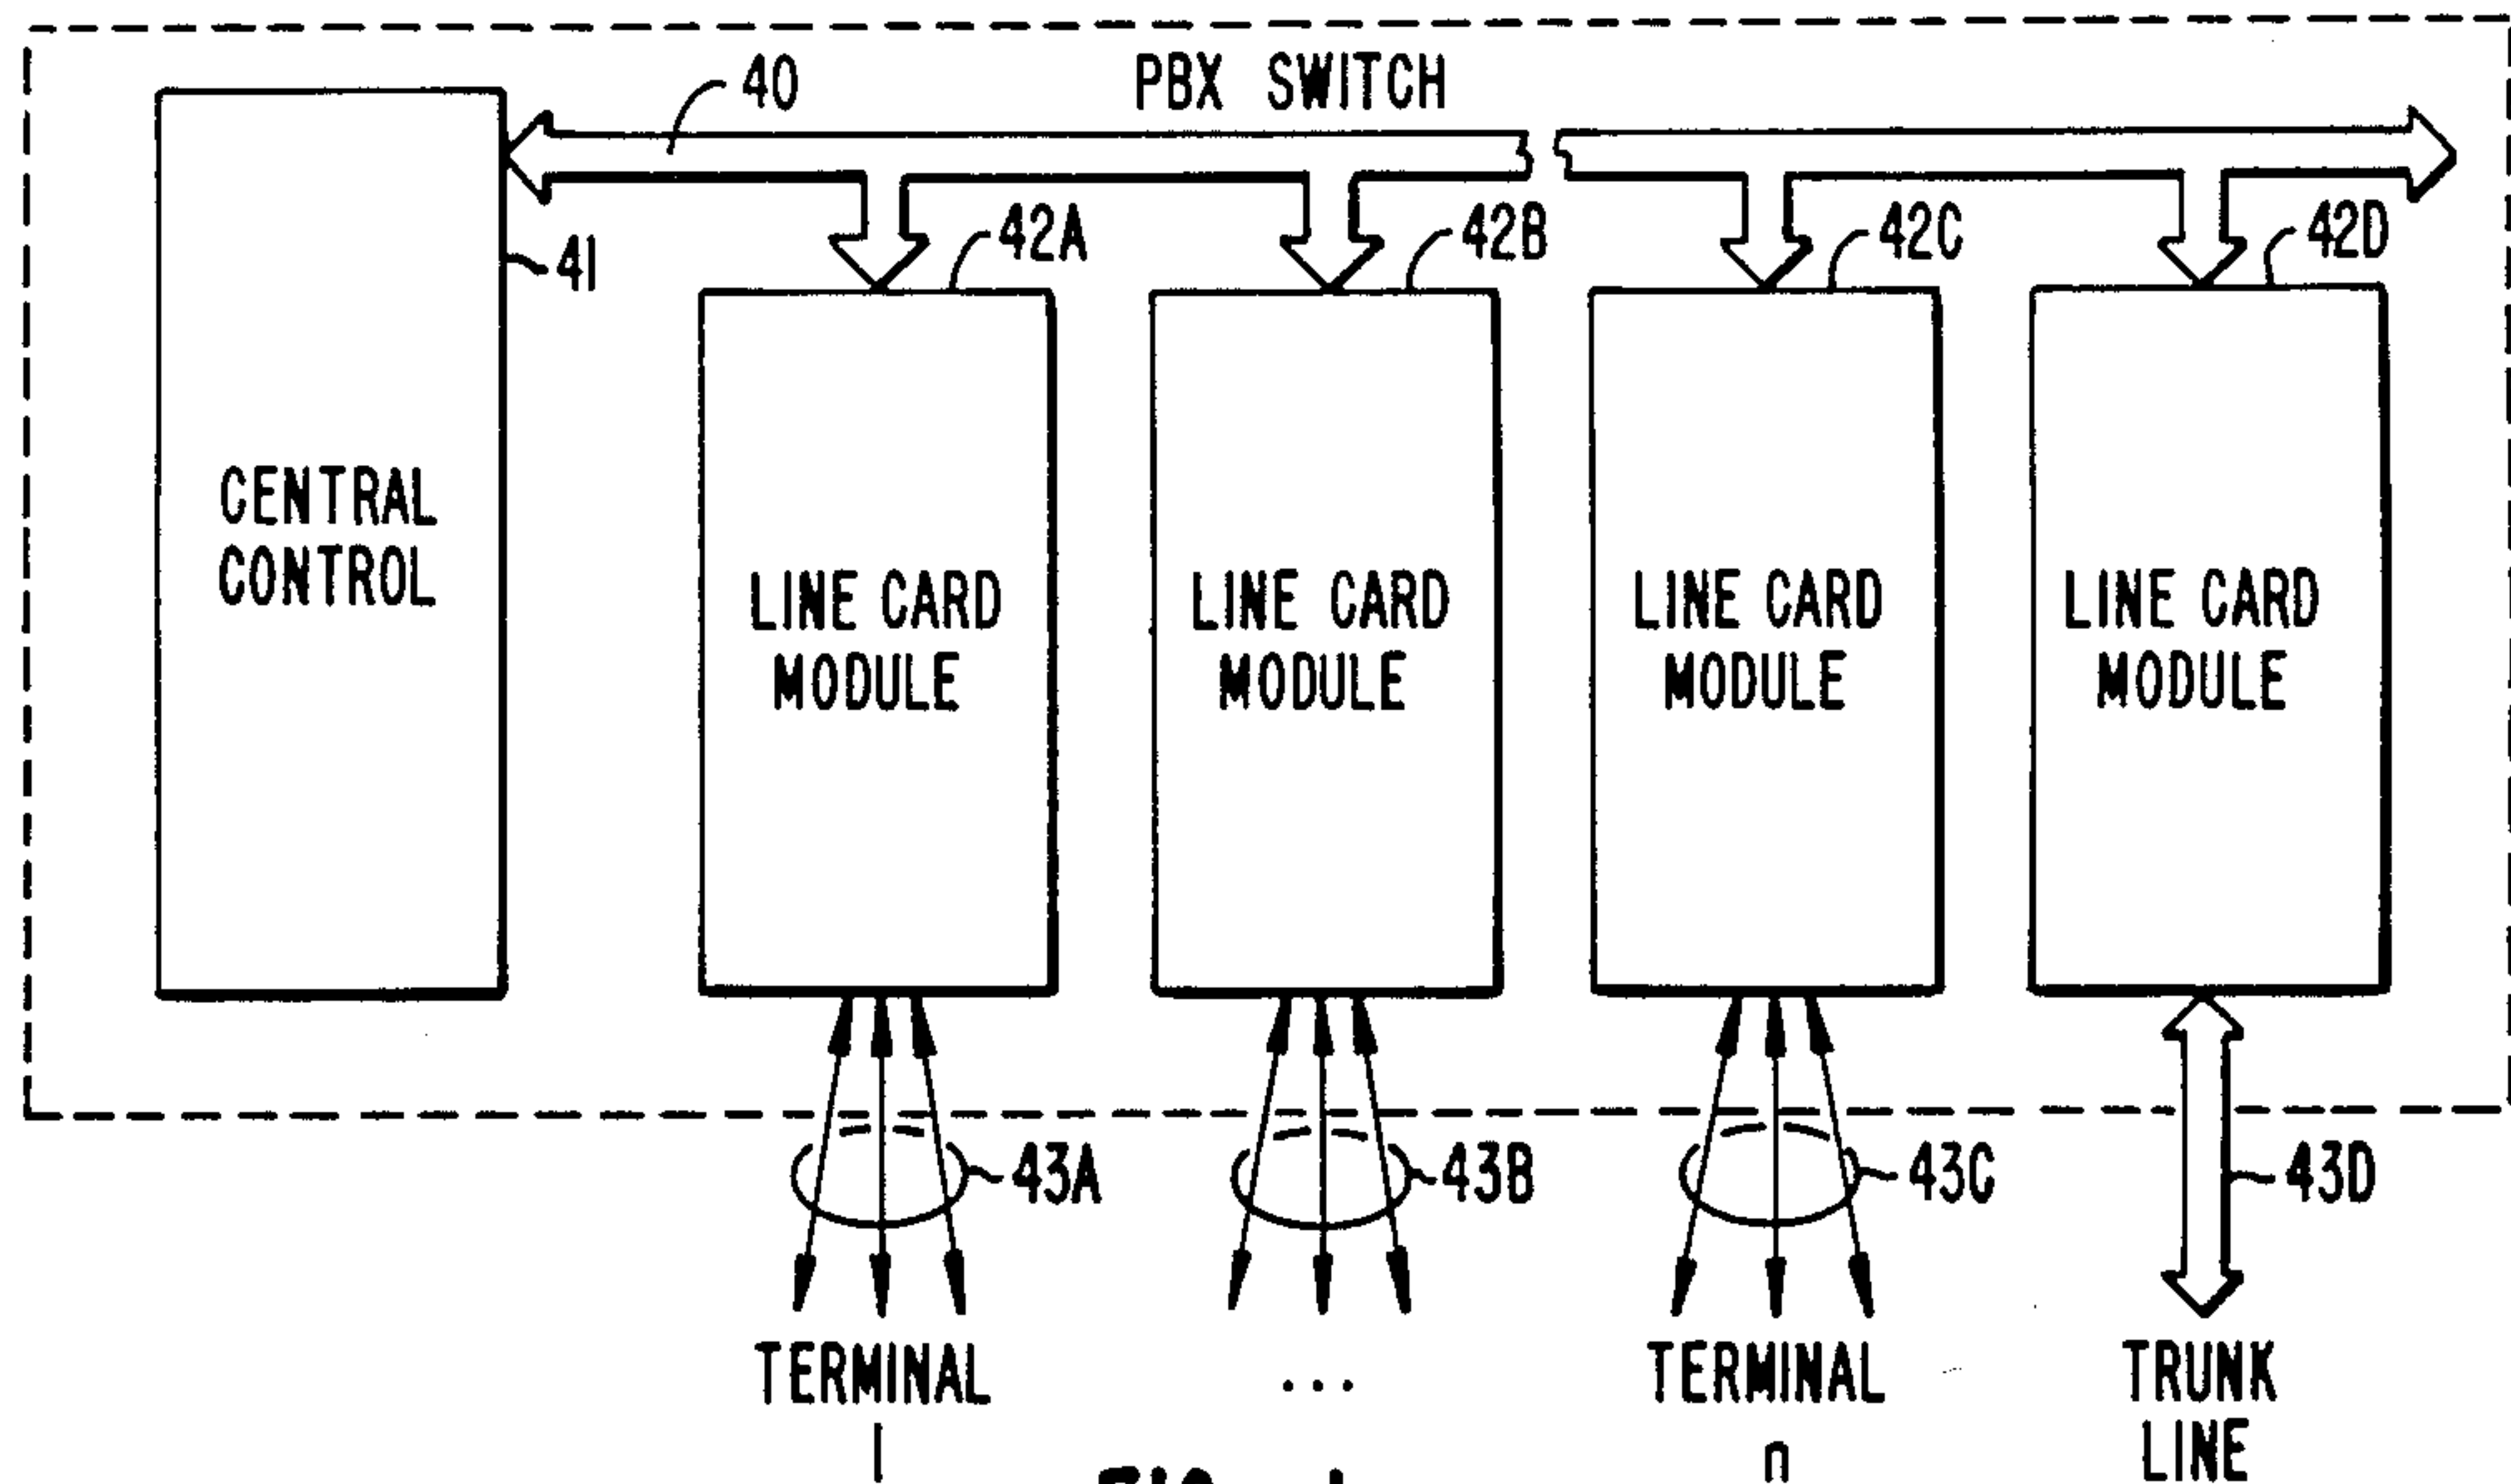 PBX SWITCH
40
41
42A
42B
42C
42D
CENTRAL
CONTROL
LINE CARD
MODULE
LINE CARD
MODULE
LINE CARD
MODULE
LINE CARD
MODULE
43A
43B
43C
43D
TERMINAL
1
...
TERMINAL
n
TRUNK
LINE